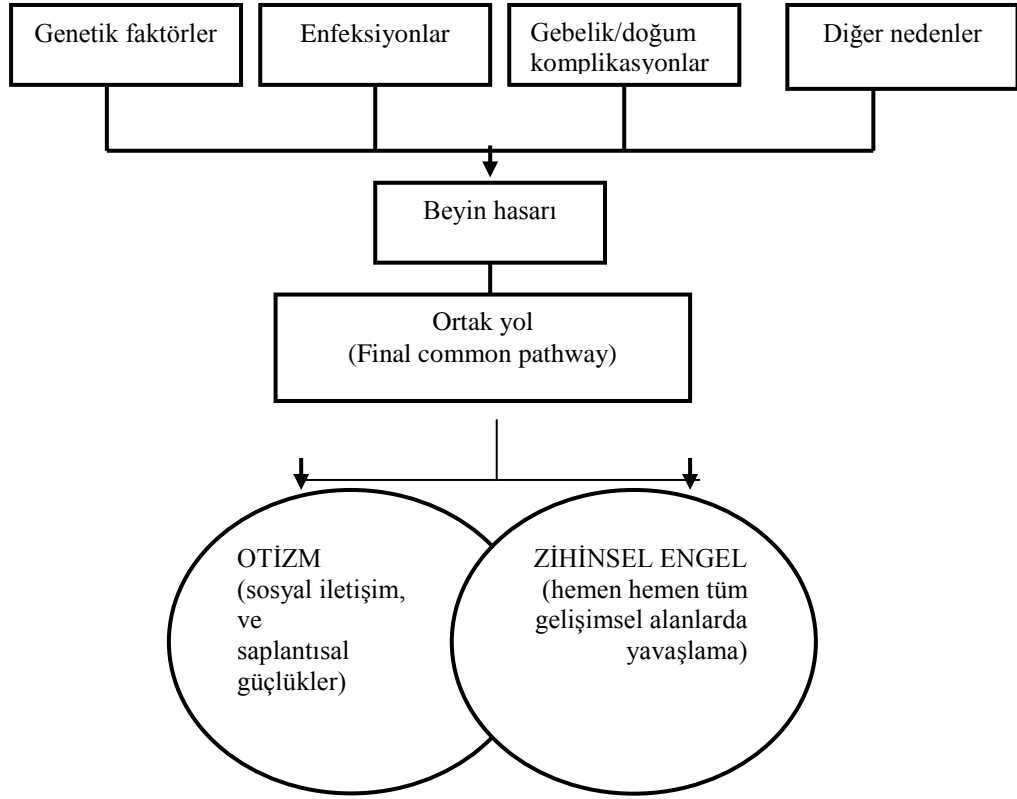 Genetik faktörler
Enfeksiyonlar
Gebelik/doğum
komplikasyonlar
Diğer nedenler
Beyin hasarı
Ortak yol
(Final common pathway)
OTİZM
(sosyal iletişim,
ve
saplantısal
güçlükler)
ZİHİNSEL ENGEL
(hemen hemen tüm
gelişimsel alanlarda
yavaşlama)